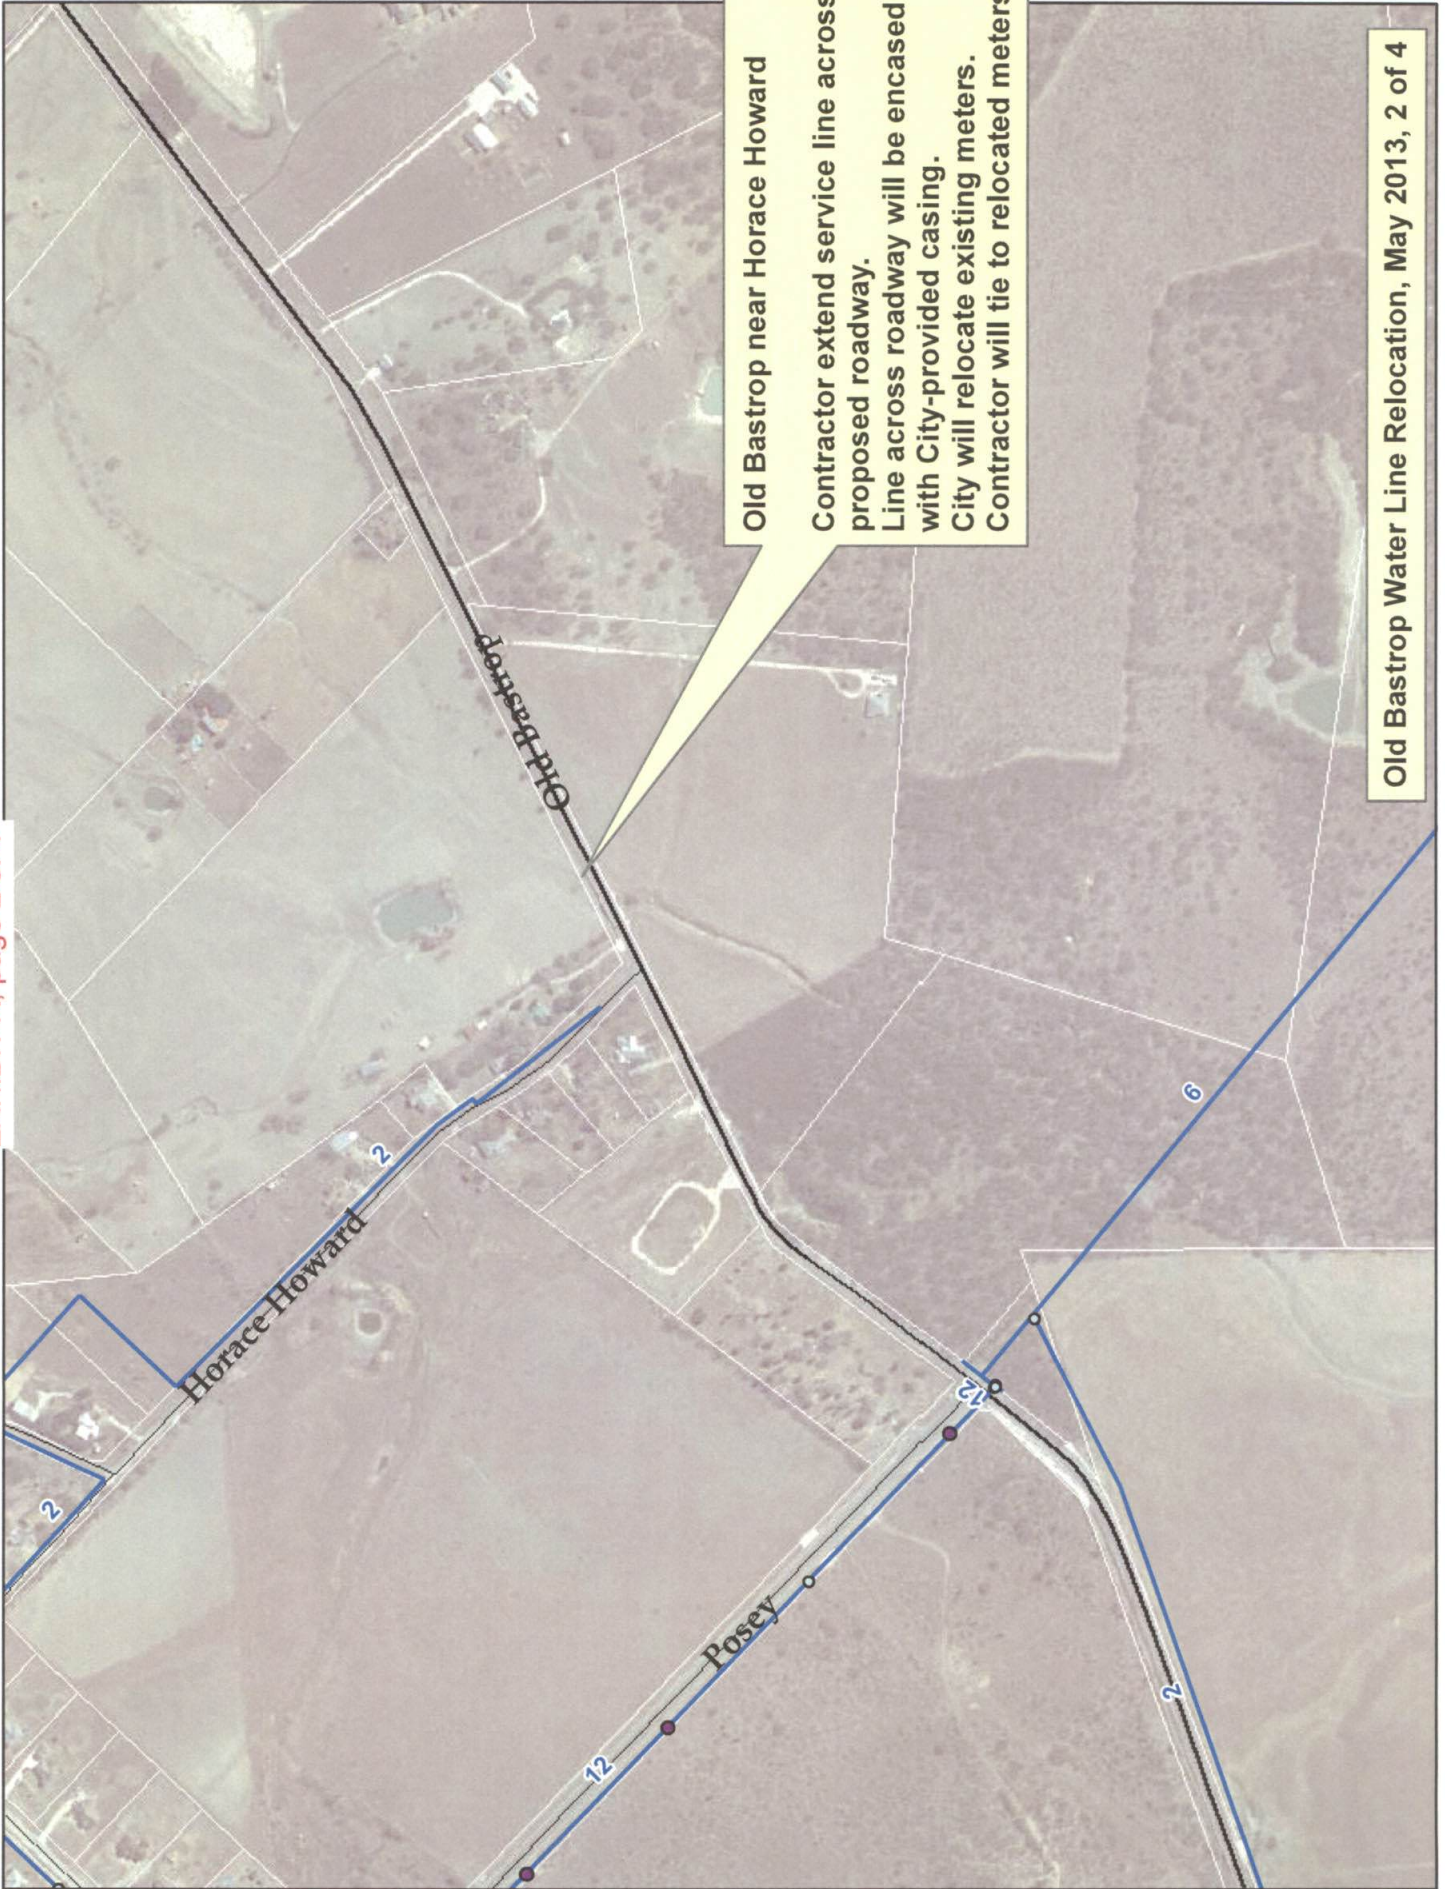 Old Bastrop near Horace Howard
Contractor extend service line across
proposed roadway.
Line across roadway will be encased
with City-provided casing.
City will relocate existing meters.
Contractor will tie to relocated meters
Old Bastrop
Horace Howard
Posey
2
2
12
12
6
2
Old Bastrop Water Line Relocation, May 2013, 2 of 4